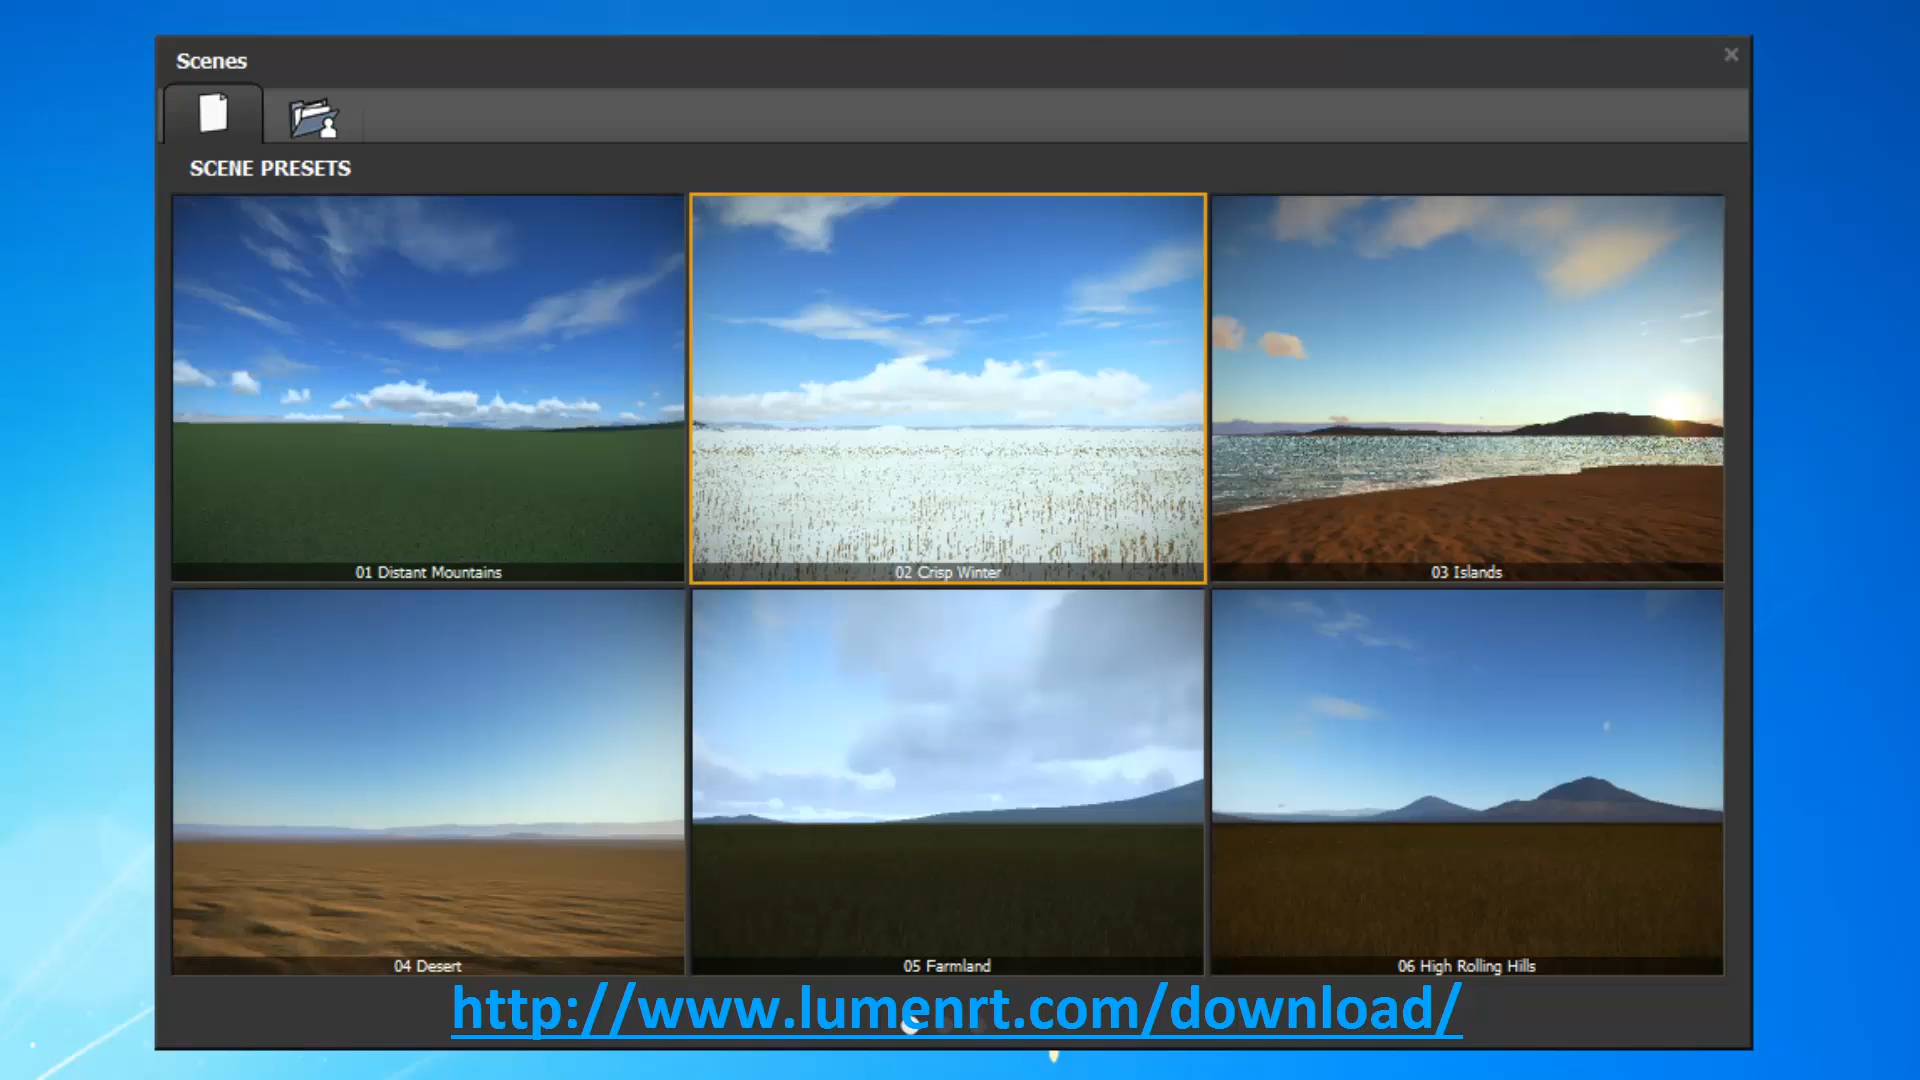 Scenes
SCENE PRESETS
01 Distant Mountains
02 Crisp Winter
03 Islands
04 Desert
05 Farmland
06 High Rolling Hills
http://www.lumenrt.com/download/